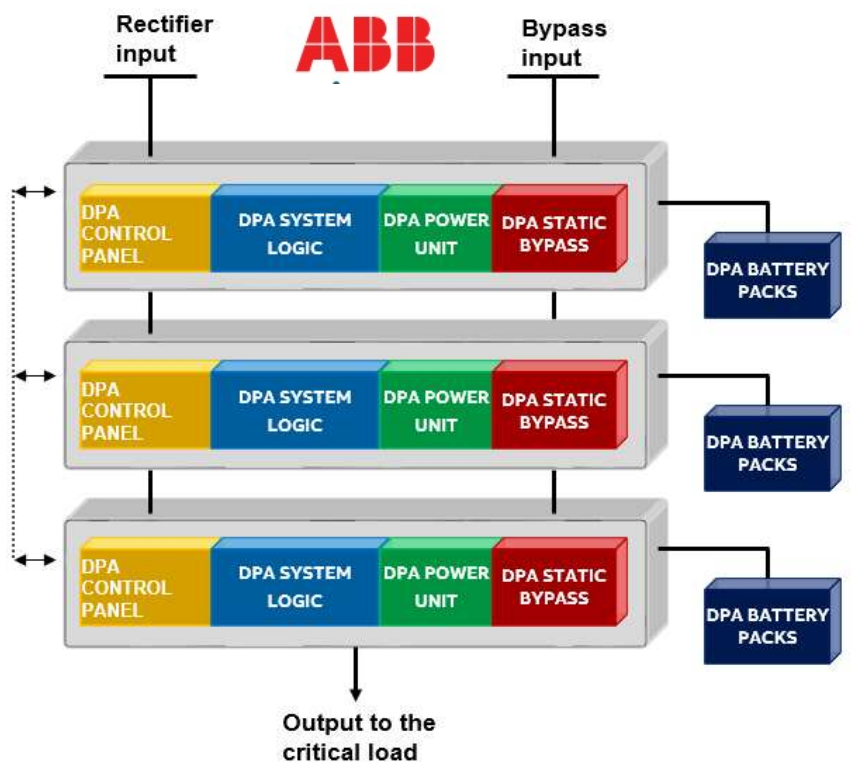 Rectifier
input
ABB
Bypass
input
DPA
CONTROL
PANEL
DPA SYSTEM
LOGIC
DPA POWER
UNIT
DPA STATIC
BYPASS
DPA BATTERY
PACKS
DPA
CONTROL
PANEL
DPA SYSTEM
LOGIC
DPA POWER
UNIT
DPA STATIC
BYPASS
DPA BATTERY
PACKS
DPA
CONTROL
PANEL
DPA SYSTEM
LOGIC
DPA POWER
UNIT
DPA STATIC
BYPASS
DPA BATTERY
PACKS
Output to the
critical load